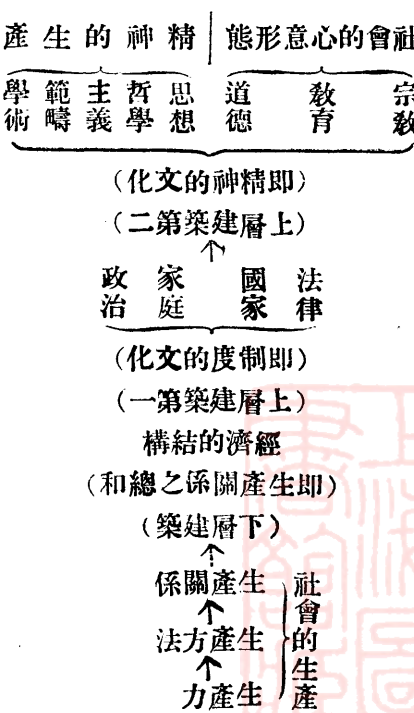 社會的心意形態
精神的生產
宗敎 敎育 道德 思想 哲學 主義 範疇 學術
(即精神的文化)
(上層建築第二)
法律 國家 家庭 政治
(即制度的文化)
(上層建築第一)
經濟的結構
(即生產關係之總和)
(下層建築)
社會的生產
生產關係
生產方法
生產力